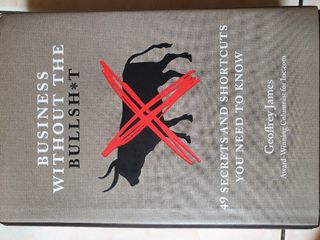 BUSINESS
WITHOUT THE
BULLSH*T
49 SECRETS AND SHORTCUTS
YOU NEED TO KNOW
Geoffrey James
Award-Winning Columnist for Inc.com